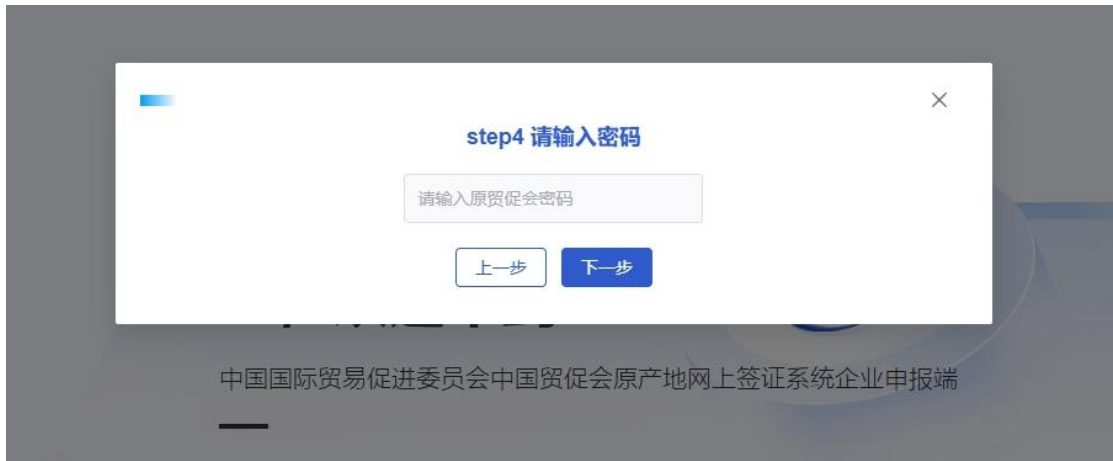 step4 请输入密码
请输入原贸促会密码
上一步
下一步
中国国际贸易促进委员会中国贸促会原产地网上签证系统企业申报端